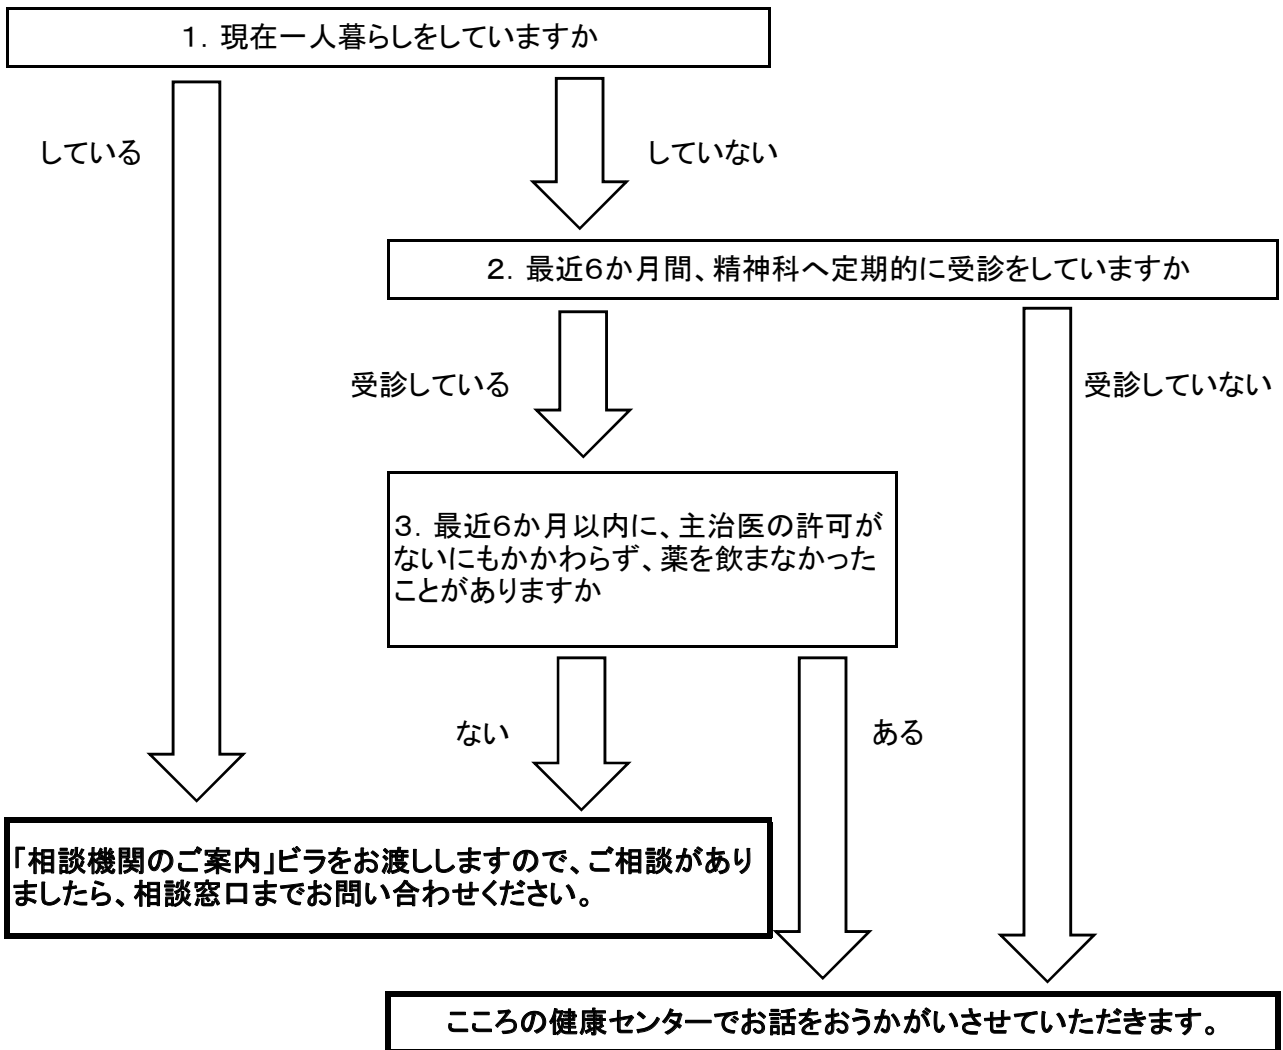 １．現在一人暮らしをしていますか
している
していない
２．最近６か月間、精神科へ定期的に受診をしていますか
受診している
受診していない
３．最近６か月以内に、主治医の許可が
ないにもかかわらず、薬を飲まなかった
ことがありますか
ない
ある
「相談機関のご案内」ビラをお渡ししますので、ご相談があり
ましたら、相談窓口までお問い合わせください。
こころの健康センターでお話をおうかがいさせていただきます。